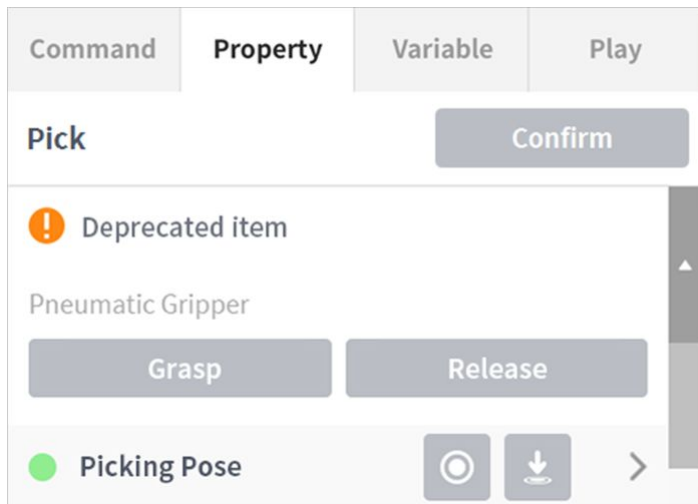 Command Property Variable Play
Pick Confirm
Deprecated item
Pneumatic Gripper
Grasp Release
Picking Pose